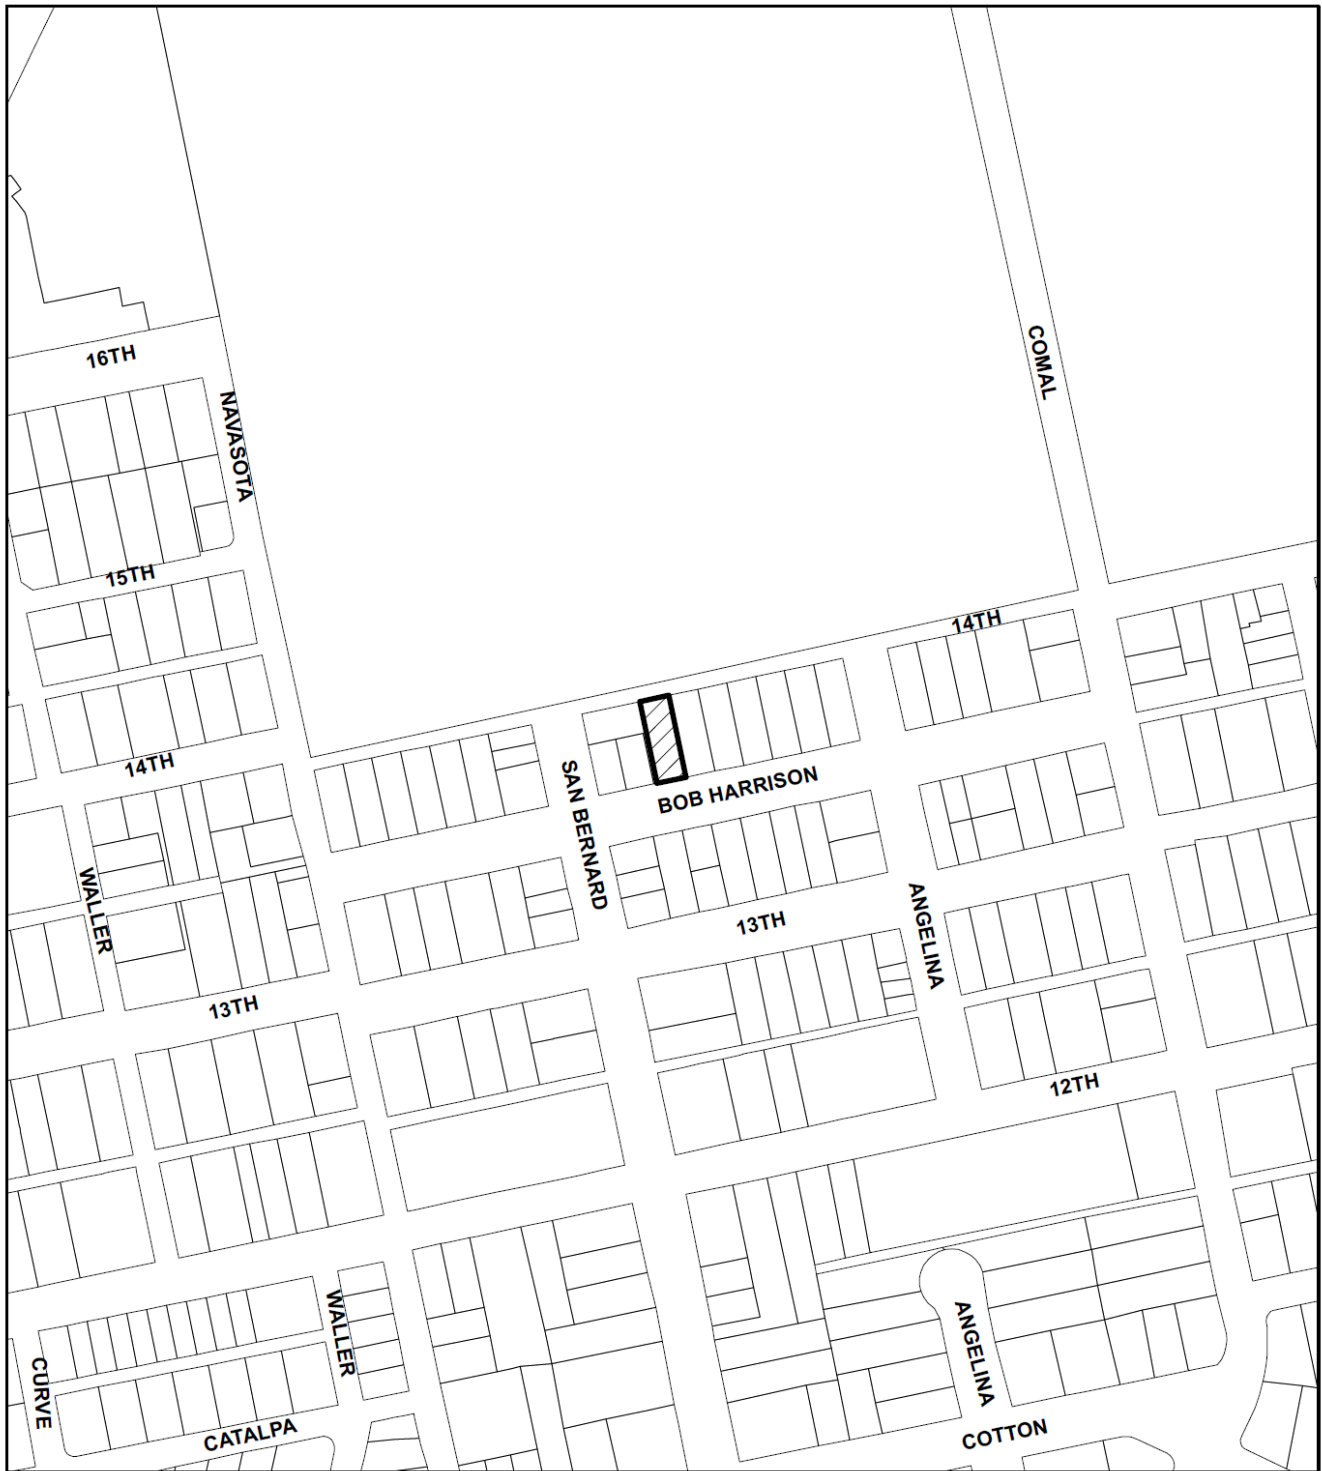 16TH
COMAL
NAVASOTA
15TH
14TH
14TH
SAN BERNARD
BOB HARRISON
WALLER
ANGELINA
13TH
13TH
12TH
WALLER
ANGELINA
CURVE
CATALPA
COTTON